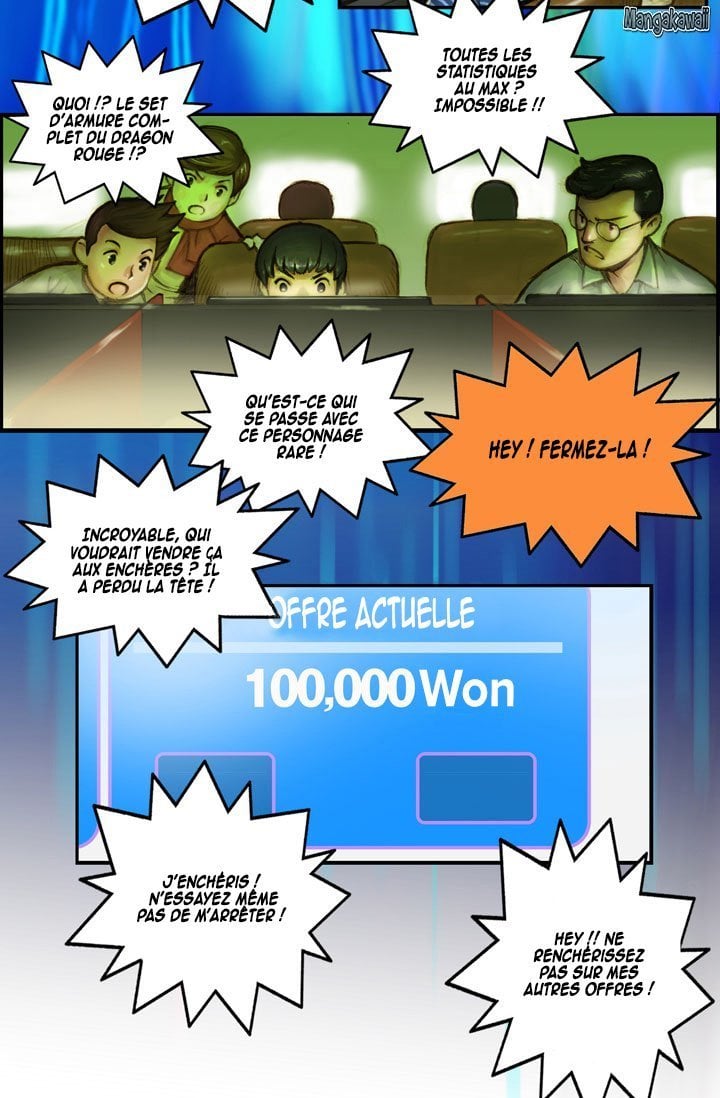 Mangakawaii
TOUTES LES
STATISTIQUES
AU MAX ?
IMPOSSIBLE !!
QUOI !? LE SET
D'ARMURE COM-
PLET DU DRAGON
ROUGE !?
QU'EST-CE QUI
SE PASSE AVEC
CE PERSONNAGE
RARE !
HEY ! FERMEZ-LA !
INCROYABLE, QUI
VOUDRAIT VENDRE ÇA
AUX ENCHÈRES ? IL
A PERDU LA TÊTE !
OFFRE ACTUELLE
100,000 Won
J'ENCHÉRIS !
N'ESSAYEZ MÊME
PAS DE M'ARRÊTER !
HEY !! NE
RENCHÉRISSEZ
PAS SUR MES
AUTRES OFFRES !